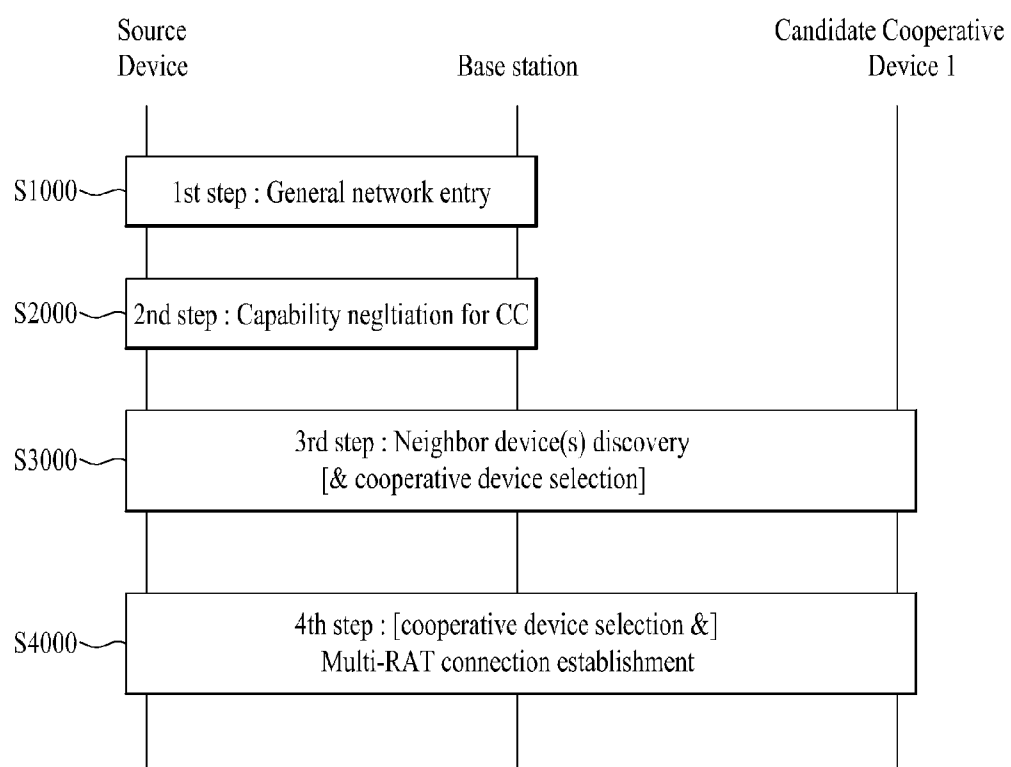 Source
Device
Base station
Candidate Cooperative
Device 1
S1000
1st step : General network entry
S2000
2nd step : Capability negltiation for CC
S3000
3rd step : Neighbor device(s) discovery
[& cooperative device selection]
S4000
4th step : [cooperative device selection &]
Multi-RAT connection establishment